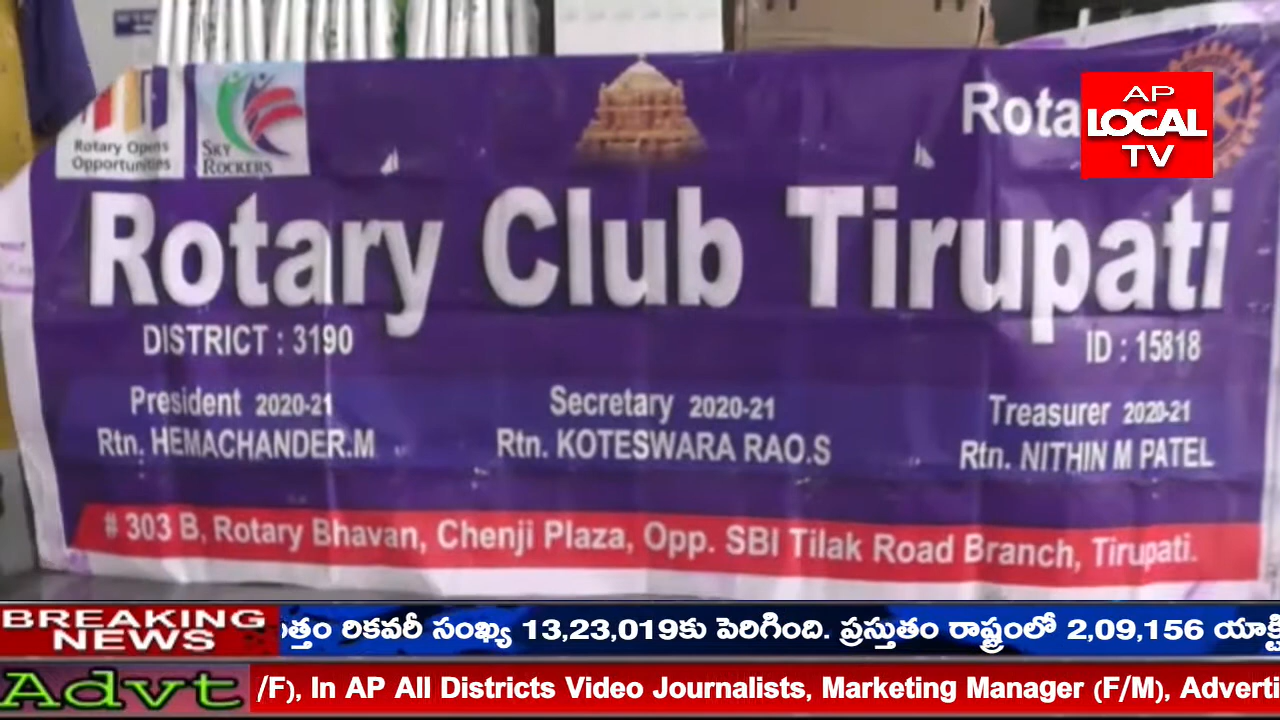 Rotary Opens
Opportunities
SKY
ROCKERS
AP
LOCAL
TV
Rotary Club Tirupati
DISTRICT : 3190
ID : 15818
President 2020-21
Secretary 2020-21
Treasurer 2020-21
Rtn. HEMACHANDER.M
Rtn. KOTESWARA RAO.S
Rtn. NITHIN M PATEL
# 303 B, Rotary Bhavan, Chenji Plaza, Opp. SBI Tilak Road Branch, Tirupati.
BREAKING
NEWS
రికవరీ సంఖ్య 13,23,019కు పెరిగింది. ప్రస్తుతం రాష్ట్రంలో 2,09,156
Advt
/F), In AP All Districts Video Journalists, Marketing Manager (F/M),